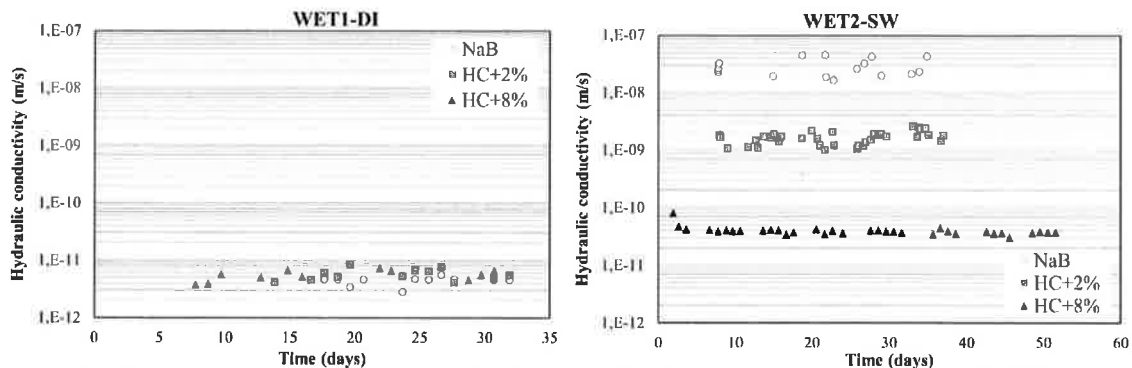 WET1-DI
Hydraulic conductivity (m/s)
1,E-07
1,E-08
1,E-09
1,E-10
1,E-11
1,E-12
NaB
HC+2%
HC+8%
0 5 10 15 20 25 30 35
Time (days)
WET2-SW
Hydraulic conductivity (m/s)
1,E-07
1,E-08
1,E-09
1,E-10
1,E-11
1,E-12
NaB
HC+2%
HC+8%
0 10 20 30 40 50 60
Time (days)